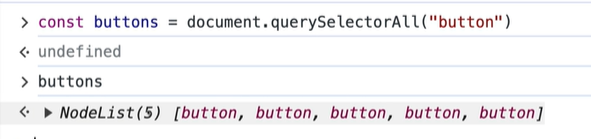 > const buttons = document.querySelectorAll("button")
<· undefined
> buttons
<· ▶ NodeList(5) [button, button, button, button, button]